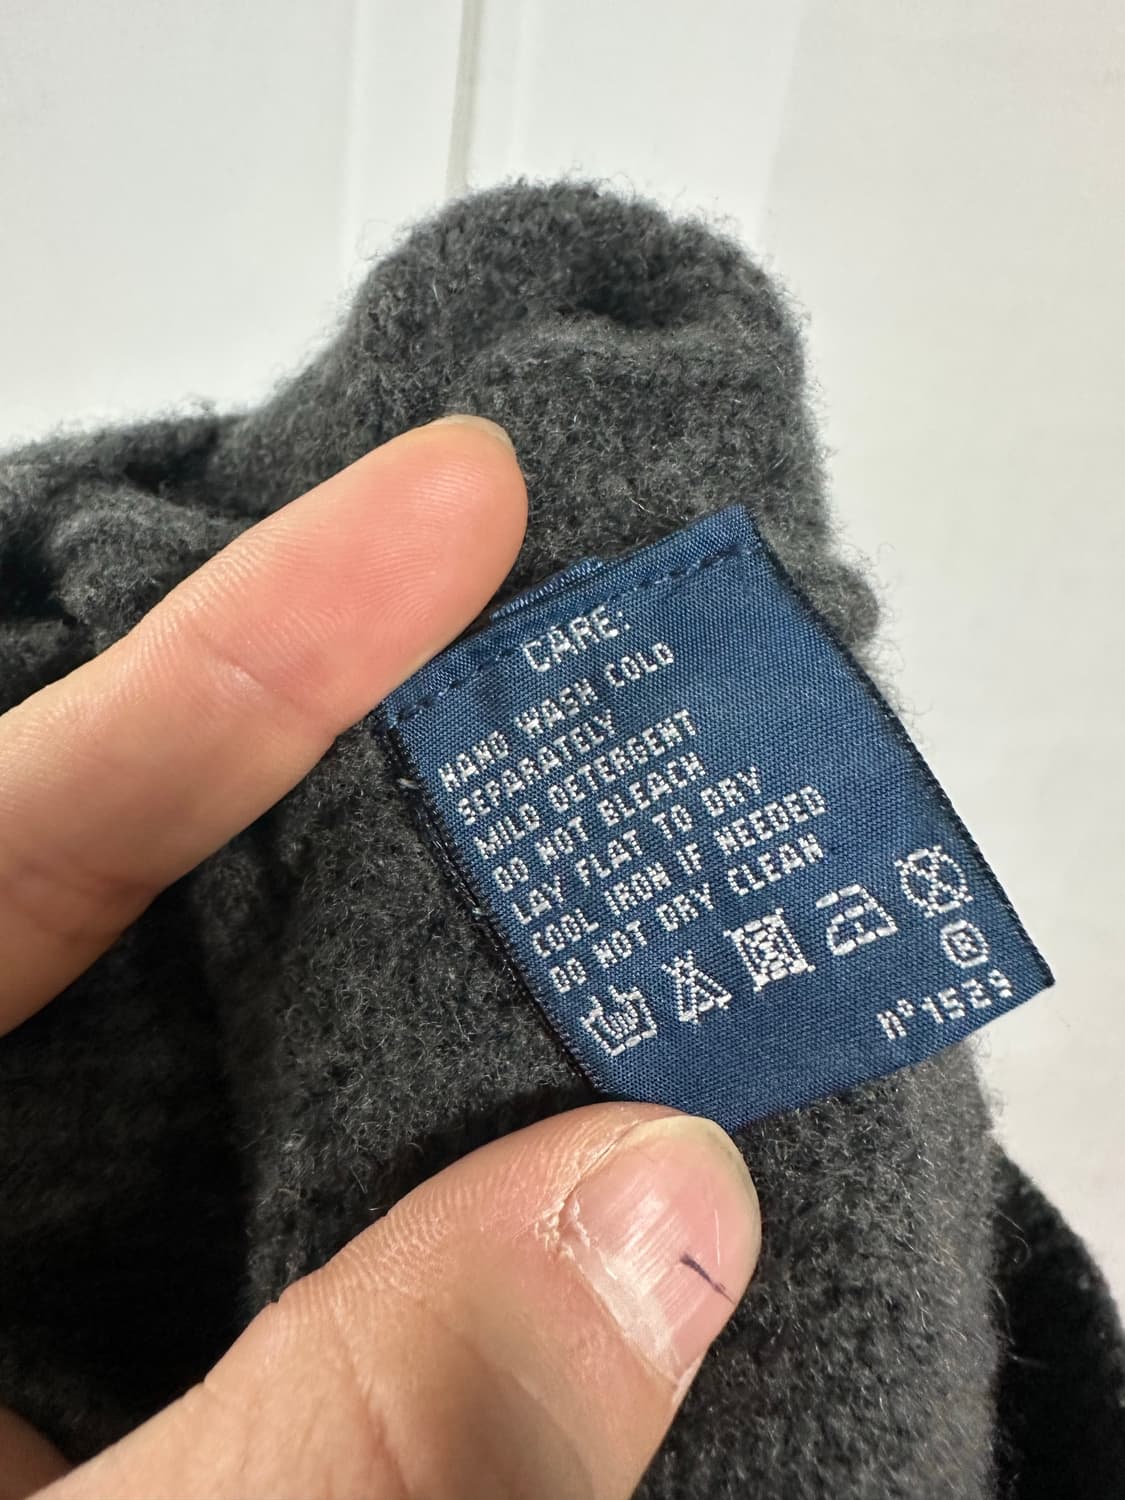 CARE:
HAND WASH COLD
SEPARATELY
MILD DETERGENT
DO NOT BLEACH
LAY FLAT TO DRY
COOL IRON IF NEEDED
DO NOT DRY CLEAN
nº1523